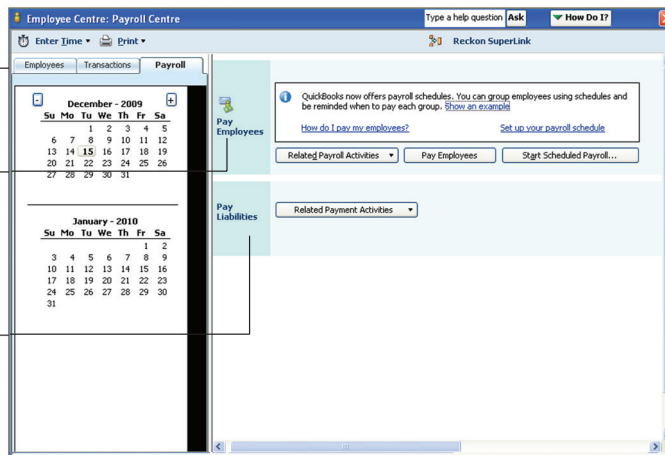 Employee Centre: Payroll Centre
Type a help question Ask How Do I?
Enter Time Print Reckon SuperLink
Employees Transactions Payroll
- December - 2009 +
Su Mo Tu We Th Fr Sa
1 2 3 4 5
6 7 8 9 10 11 12
13 14 15 16 17 18 19
20 21 22 23 24 25 26
27 28 29 30 31
January - 2010
Su Mo Tu We Th Fr Sa
1 2
3 4 5 6 7 8 9
10 11 12 13 14 15 16
17 18 19 20 21 22 23
24 25 26 27 28 29 30
31
Pay
Employees
QuickBooks now offers payroll schedules. You can group employees using schedules and
be reminded when to pay each group. Show an example
How do I pay my employees? Set up your payroll schedule
Related Payroll Activities Pay Employees Start Scheduled Payroll...
Pay
Liabilities
Related Payment Activities